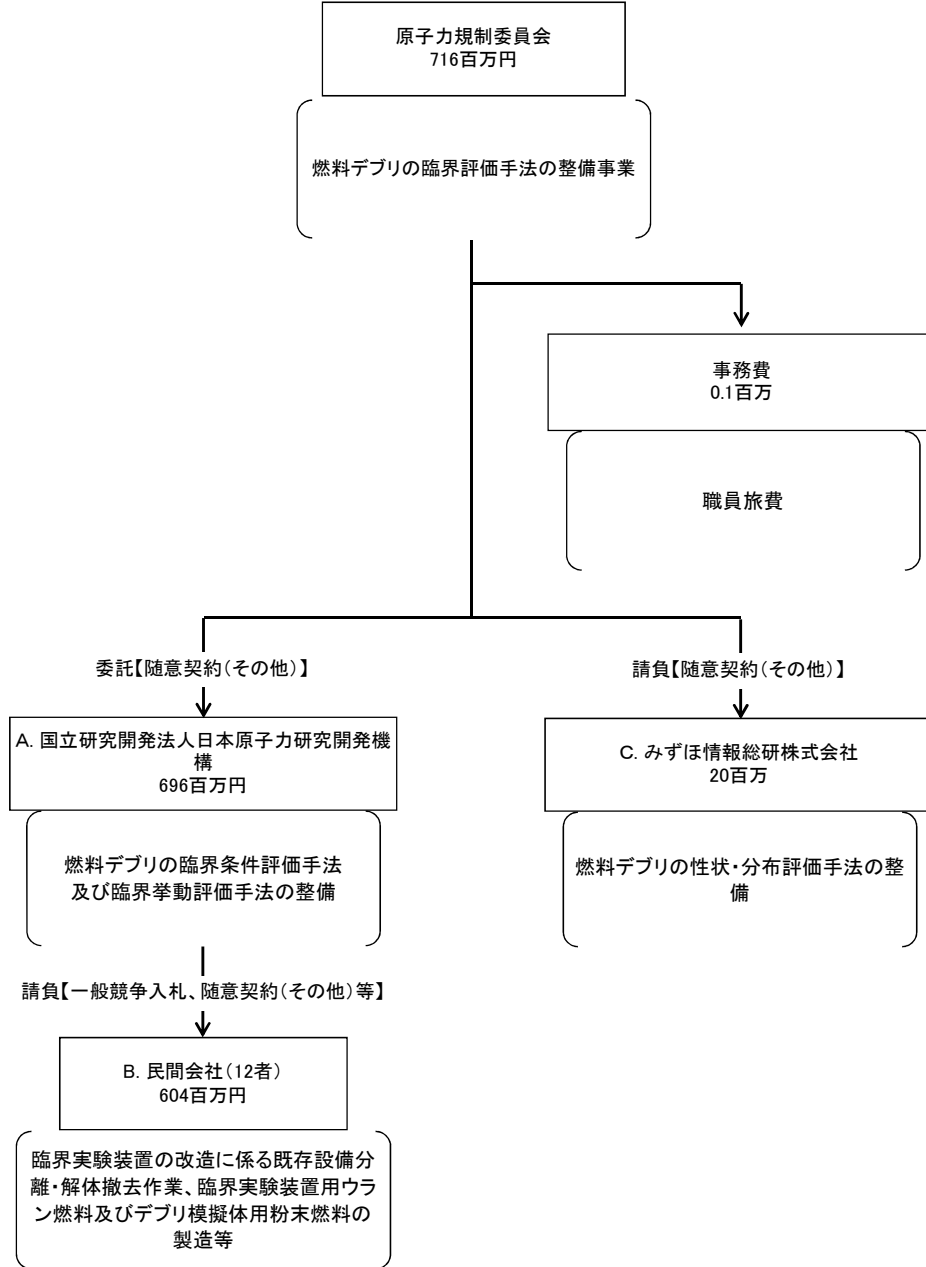 原子力規制委員会
716百万円
燃料デブリの臨界評価手法の整備事業
事務費
0.1百万
職員旅費
委託【随意契約(その他)】
請負【随意契約(その他)】
A. 国立研究開発法人日本原子力研究開発機
構
696百万円
C. みずほ情報総研株式会社
20百万
燃料デブリの臨界条件評価手法
及び臨界挙動評価手法の整備
燃料デブリの性状・分布評価手法の整
備
請負【一般競争入札、随意契約(その他)等】
B. 民間会社(12者)
604百万円
臨界実験装置の改造に係る既存設備分
離・解体撤去作業、臨界実験装置用ウラ
ン燃料及びデブリ模擬体用粉末燃料の
製造等